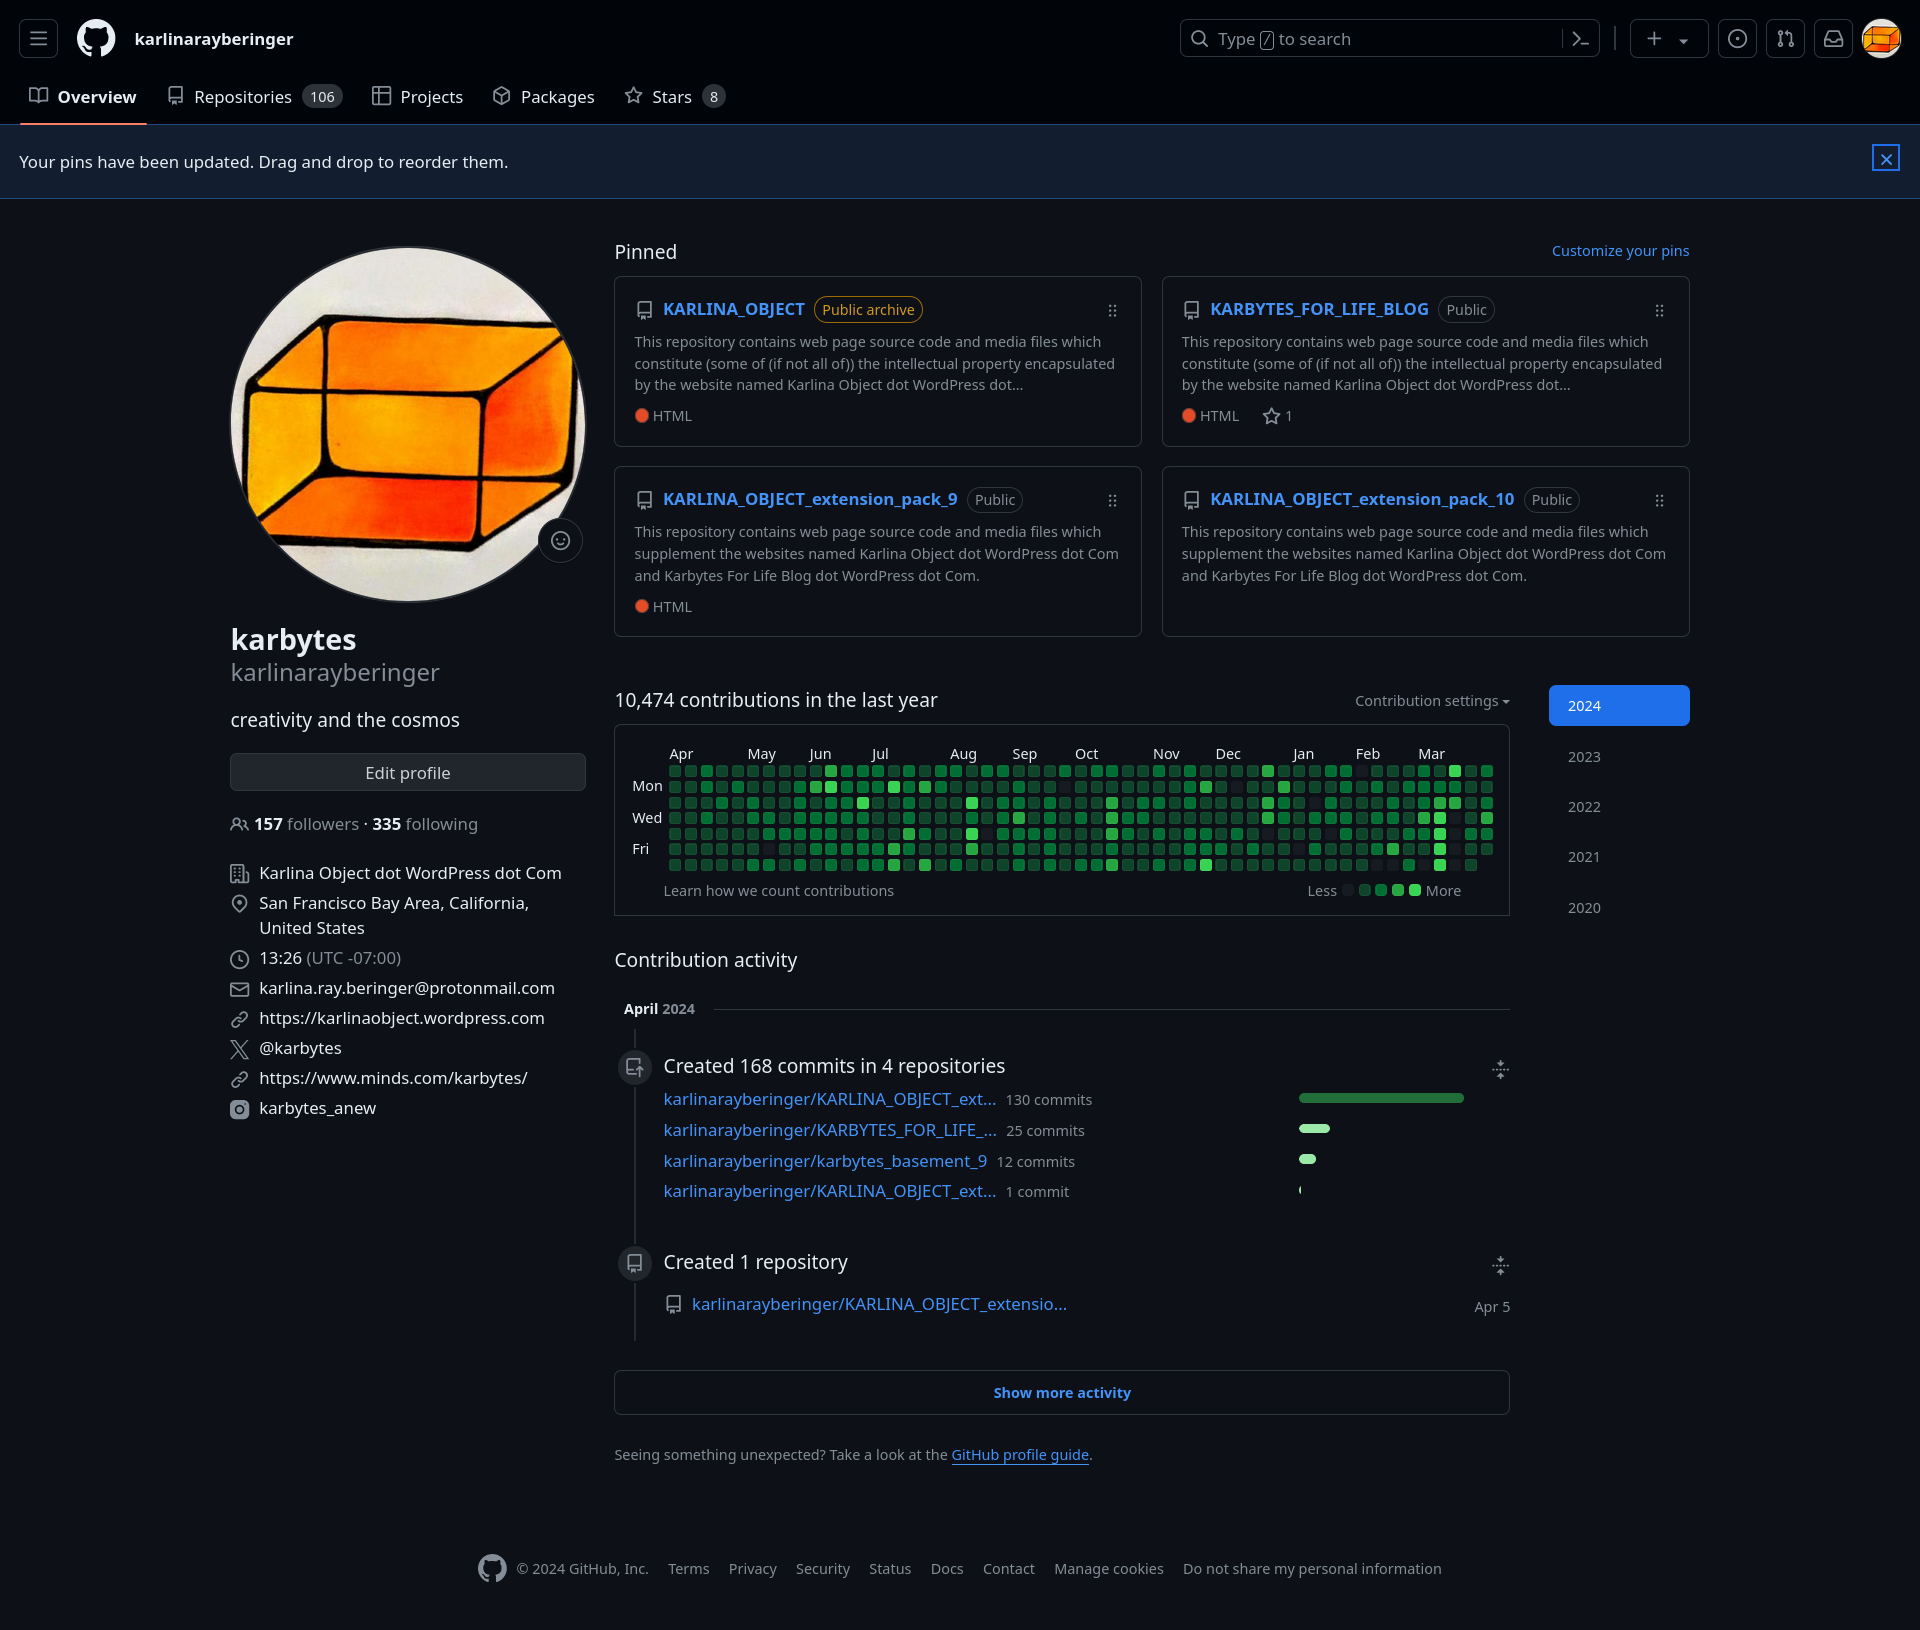 karlinarayberinger
Type / to search
Overview
Repositories 106
Projects
Packages
Stars 8
Your pins have been updated. Drag and drop to reorder them.
karbytes
karlinarayberinger
creativity and the cosmos
Edit profile
157 followers · 335 following
Karlina Object dot WordPress dot Com
San Francisco Bay Area, California,
United States
13:26 (UTC -07:00)
karlina.ray.beringer@protonmail.com
https://karlinaobject.wordpress.com
@karbytes
https://www.minds.com/karbytes/
karbytes_anew
Pinned
Customize your pins
KARLINA_OBJECT Public archive
This repository contains web page source code and media files which
constitute (some of (if not all of)) the intellectual property encapsulated
by the website named Karlina Object dot WordPress dot...
HTML
KARBYTES_FOR_LIFE_BLOG Public
This repository contains web page source code and media files which
constitute (some of (if not all of)) the intellectual property encapsulated
by the website named Karlina Object dot WordPress dot...
HTML 1
KARLINA_OBJECT_extension_pack_9 Public
This repository contains web page source code and media files which
supplement the websites named Karlina Object dot WordPress dot Com
and Karbytes For Life Blog dot WordPress dot Com.
HTML
KARLINA_OBJECT_extension_pack_10 Public
This repository contains web page source code and media files which
supplement the websites named Karlina Object dot WordPress dot Com
and Karbytes For Life Blog dot WordPress dot Com.
10,474 contributions in the last year
Contribution settings
2024
2023
2022
2021
2020
Apr May Jun Jul Aug Sep Oct Nov Dec Jan Feb Mar
Mon
Wed
Fri
Learn how we count contributions
Less More
Contribution activity
April 2024
Created 168 commits in 4 repositories
karlinarayberinger/KARLINA_OBJECT_ext... 130 commits
karlinarayberinger/KARBYTES_FOR_LIFE_... 25 commits
karlinarayberinger/karbytes_basement_9 12 commits
karlinarayberinger/KARLINA_OBJECT_ext... 1 commit
Created 1 repository
karlinarayberinger/KARLINA_OBJECT_extensio... Apr 5
Show more activity
Seeing something unexpected? Take a look at the GitHub profile guide.
© 2024 GitHub, Inc. Terms Privacy Security Status Docs Contact Manage cookies Do not share my personal information